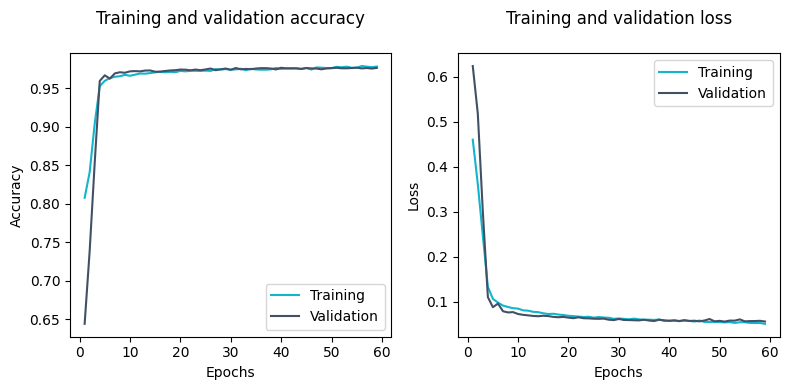 Training and validation accuracy
0.95
0.90
0.85
0.80
0.75
0.70
0.65
Accuracy
Training
Validation
0 10 20 30 40 50 60
Epochs
Training and validation loss
0.6
0.5
0.4
0.3
0.2
0.1
Loss
Training
Validation
0 10 20 30 40 50 60
Epochs